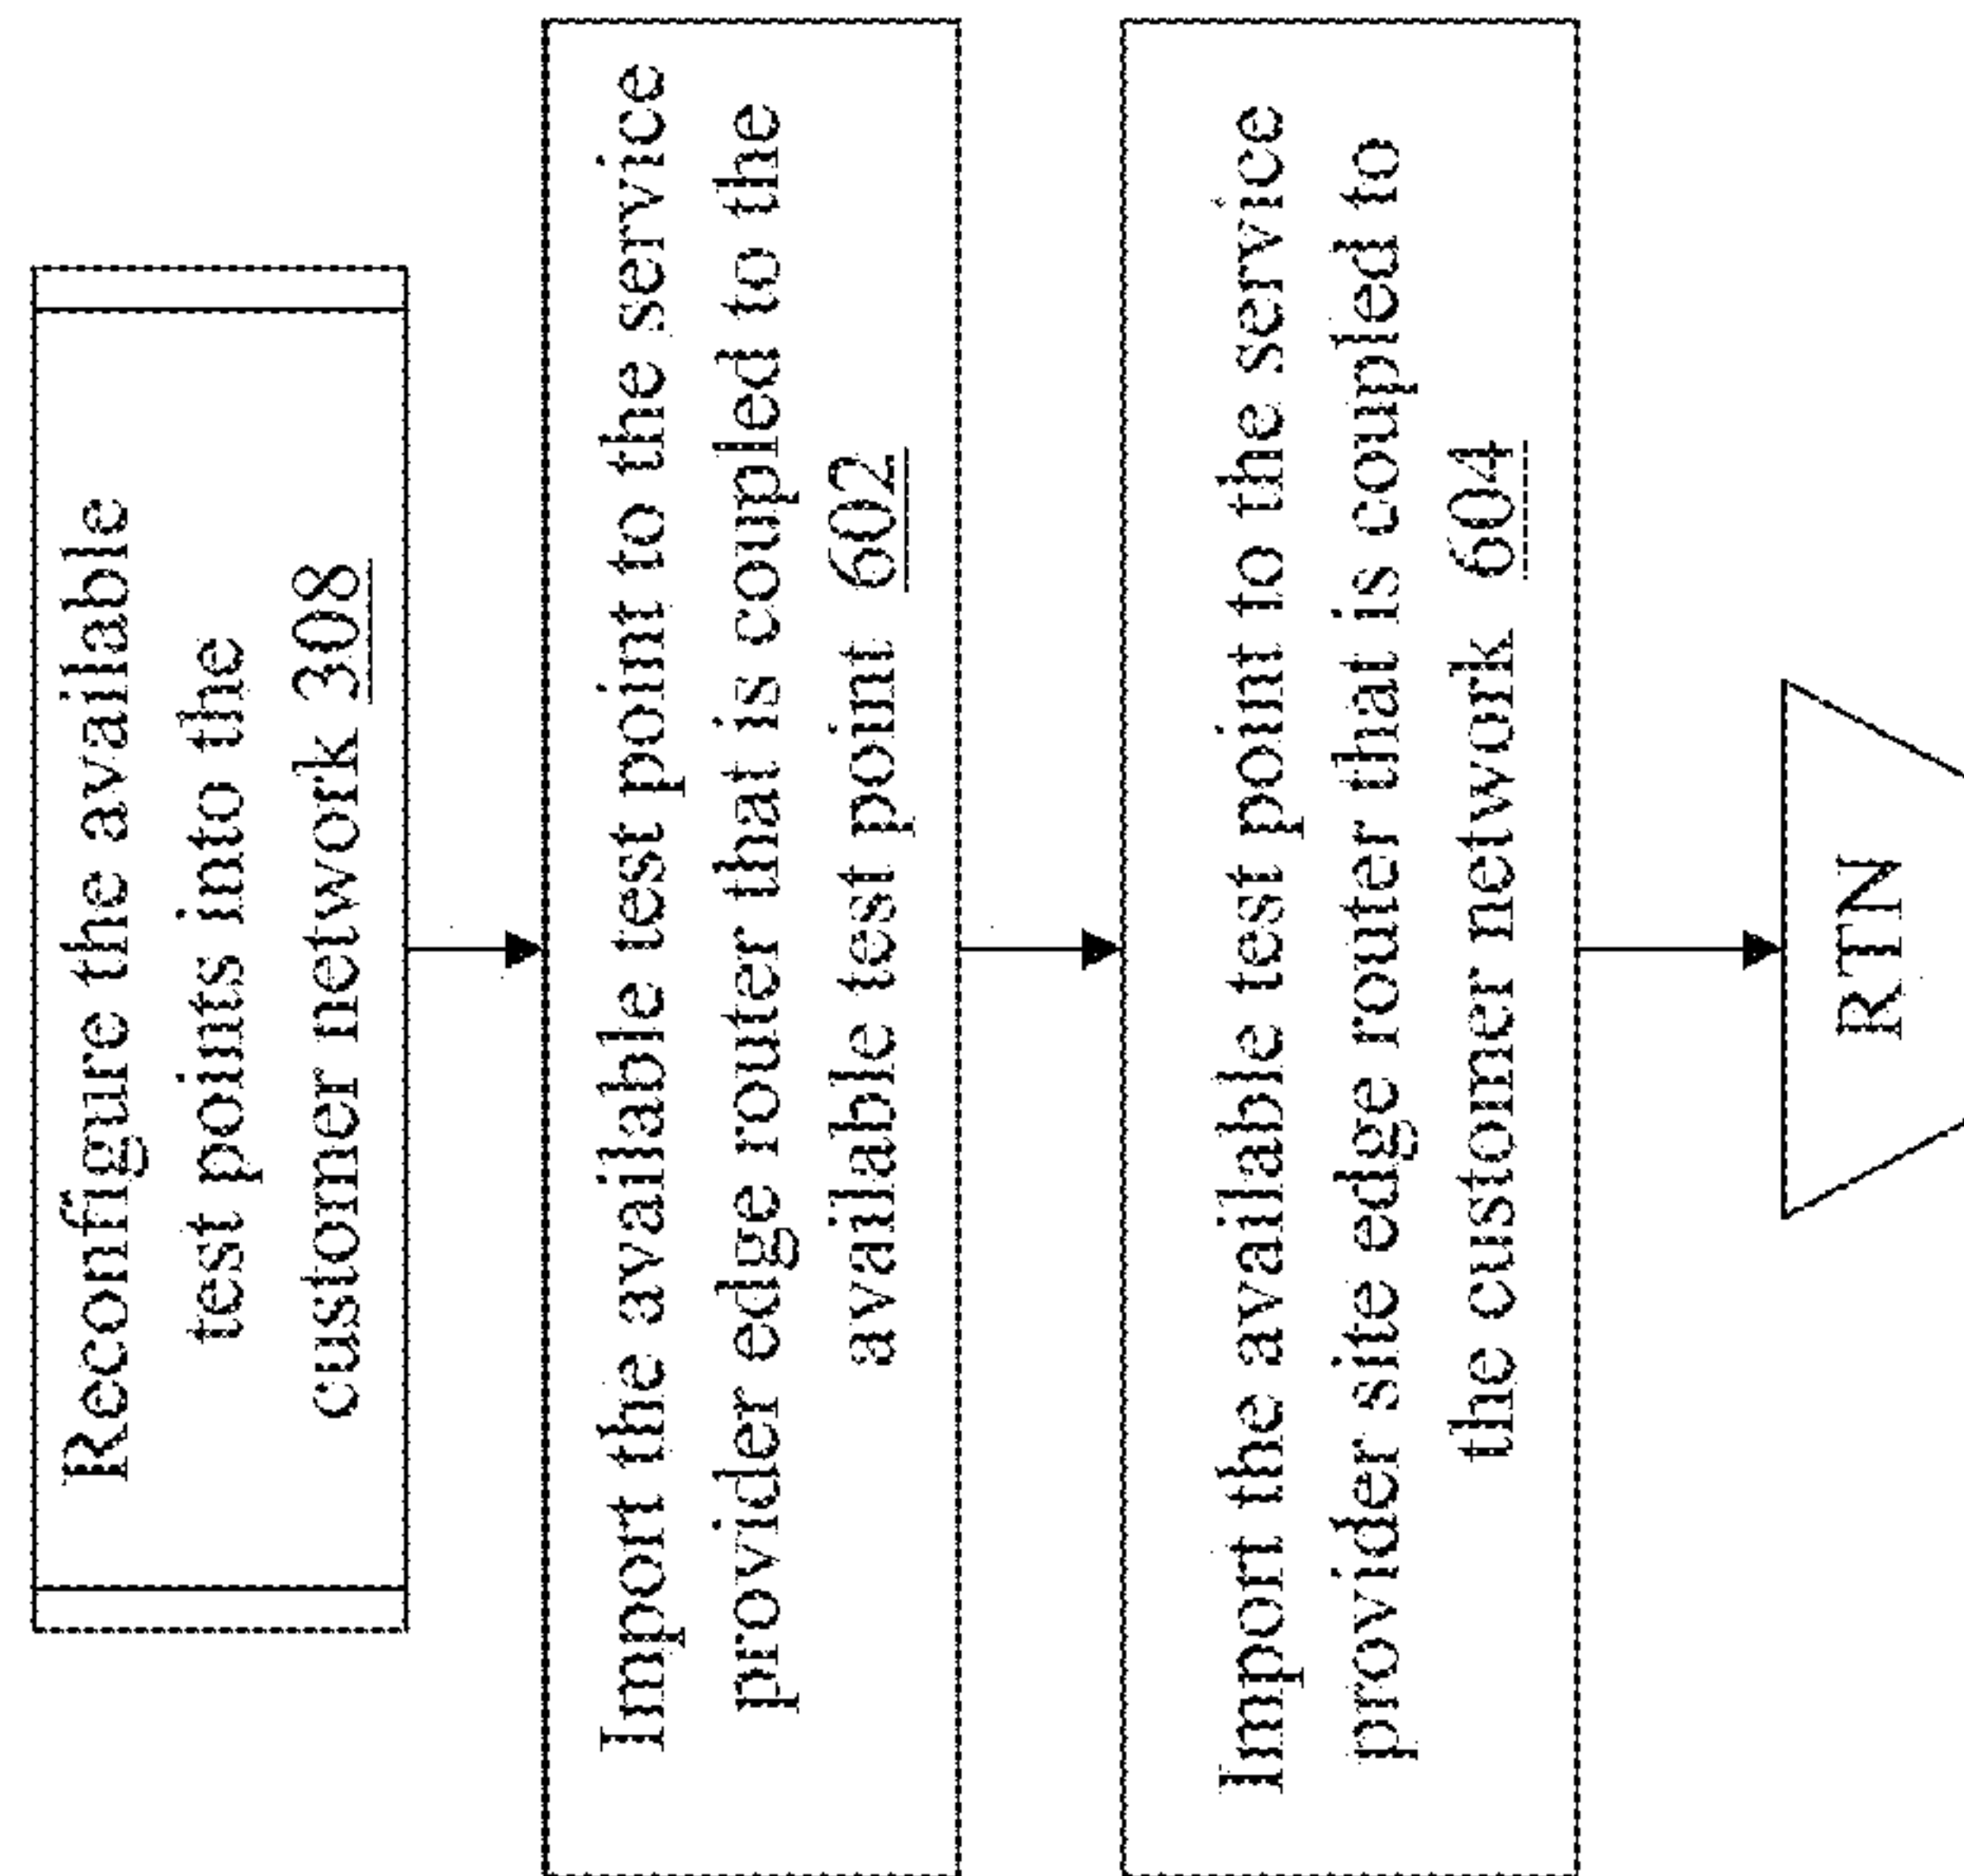 Reconfigure the available
test points into the
customer network 308
Import the available test point to the service
provider edge router that is coupled to the
available test point 602
Import the available test point to the service
provider site edge router that is coupled to
the customer network 604
RTN